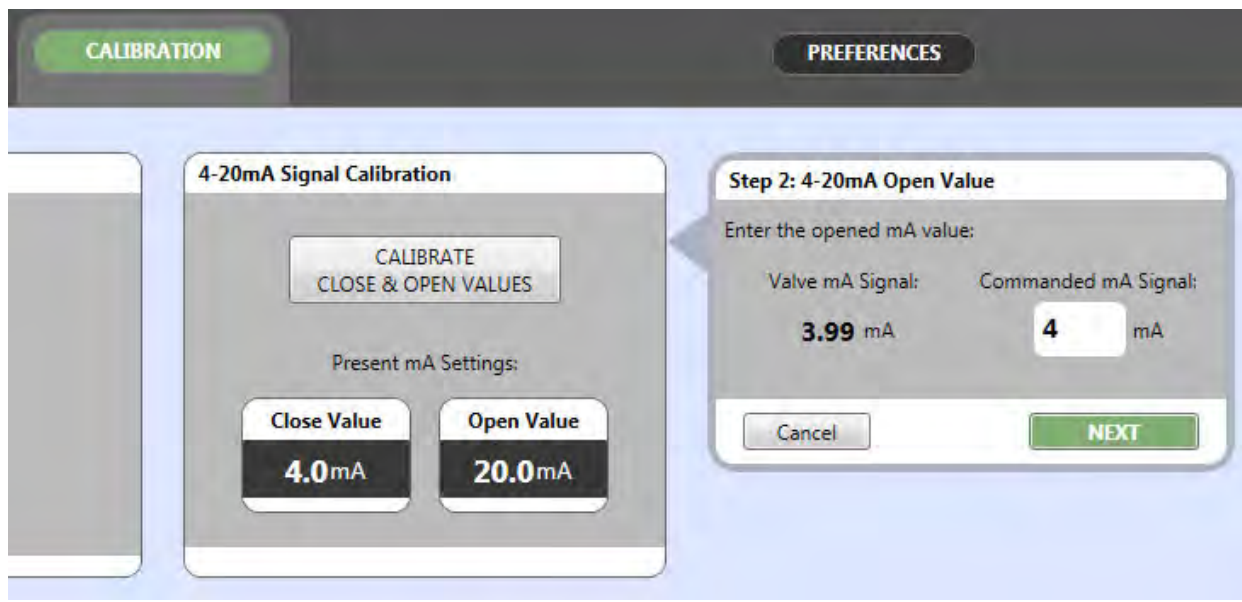 CALIBRATION
PREFERENCES
4-20mA Signal Calibration
CALIBRATE
CLOSE & OPEN VALUES
Present mA Settings:
Close Value
Open Value
4.0mA
20.0mA
Step 2: 4-20mA Open Value
Enter the opened mA value:
Valve mA Signal:
Commanded mA Signal:
3.99 mA
4 mA
Cancel
NEXT